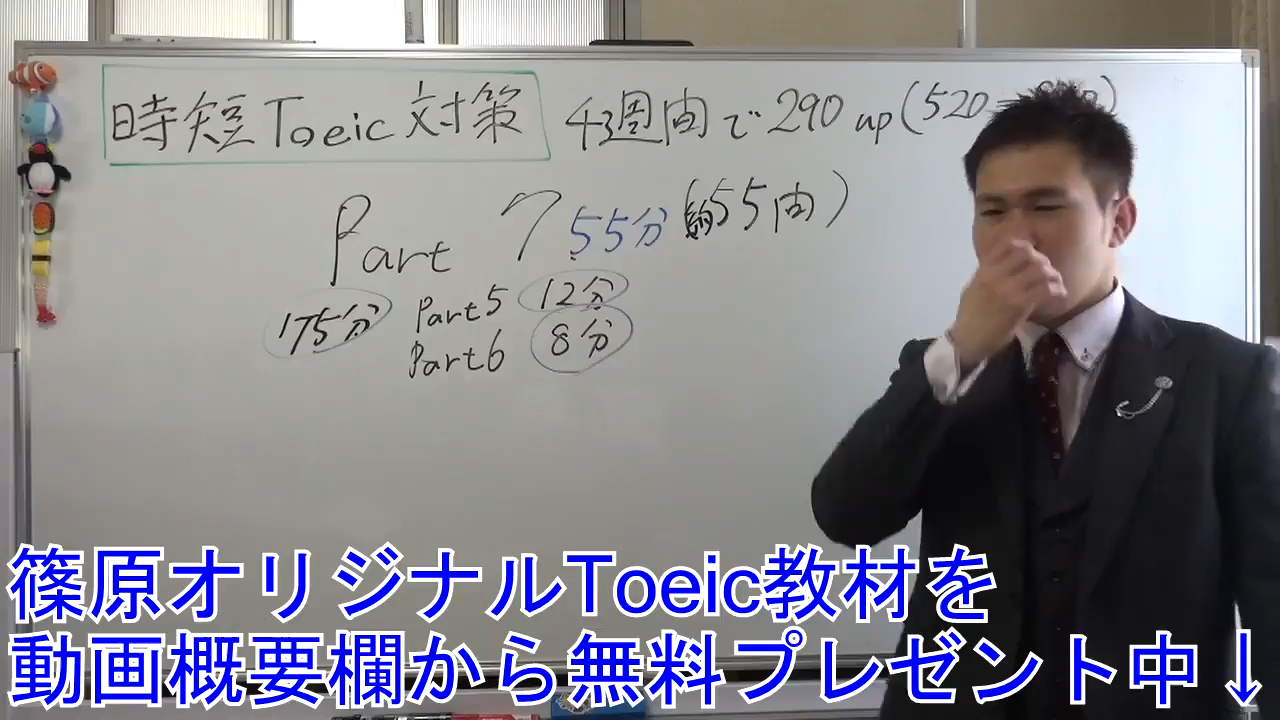 時短Toeic対策 43週間で290up(520→
Part 7 55分(約55問)
175分 Part5 12分
Part6 8分
篠原オリジナルToeic教材を
動画概要欄から無料プレゼント中↓